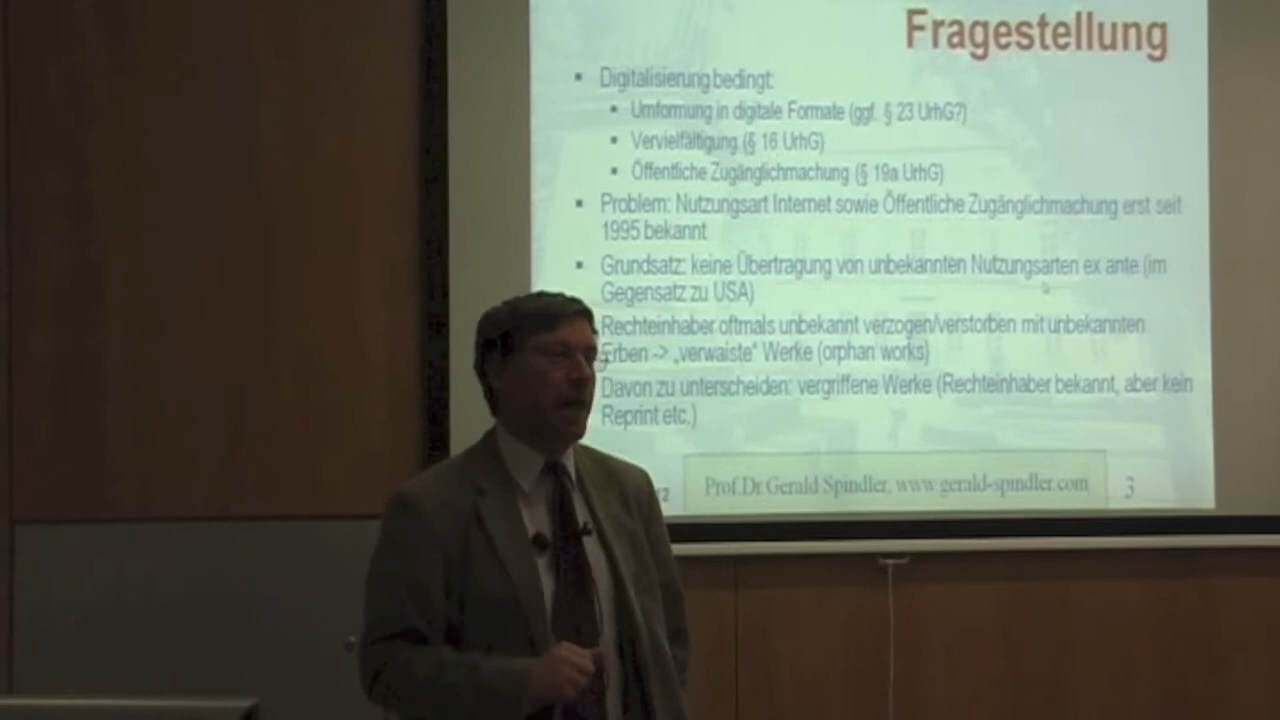 Fragestellung
Digitalisierung bedingt:
Umformung in digitale Formate (ggf. § 23 UrhG?)
Vervielfältigung (§ 16 UrhG)
Öffentliche Zugänglichmachung (§ 19a UrhG)
Problem: Nutzungsart Internet sowie Öffentliche Zugänglichmachung erst seit
1995 bekannt
Grundsatz: keine Übertragung von unbekannten Nutzungsarten ex ante (im
Gegensatz zu USA)
Rechteinhaber oftmals unbekannt verzogen/verstorben mit unbekannten
Erben -> „verwaiste“ Werke (orphan works)
Davon zu unterscheiden: vergriffene Werke (Rechteinhaber bekannt, aber kein
Reprint etc.)
Prof.Dr.Gerald Spindler, www.gerald-spindler.com 3